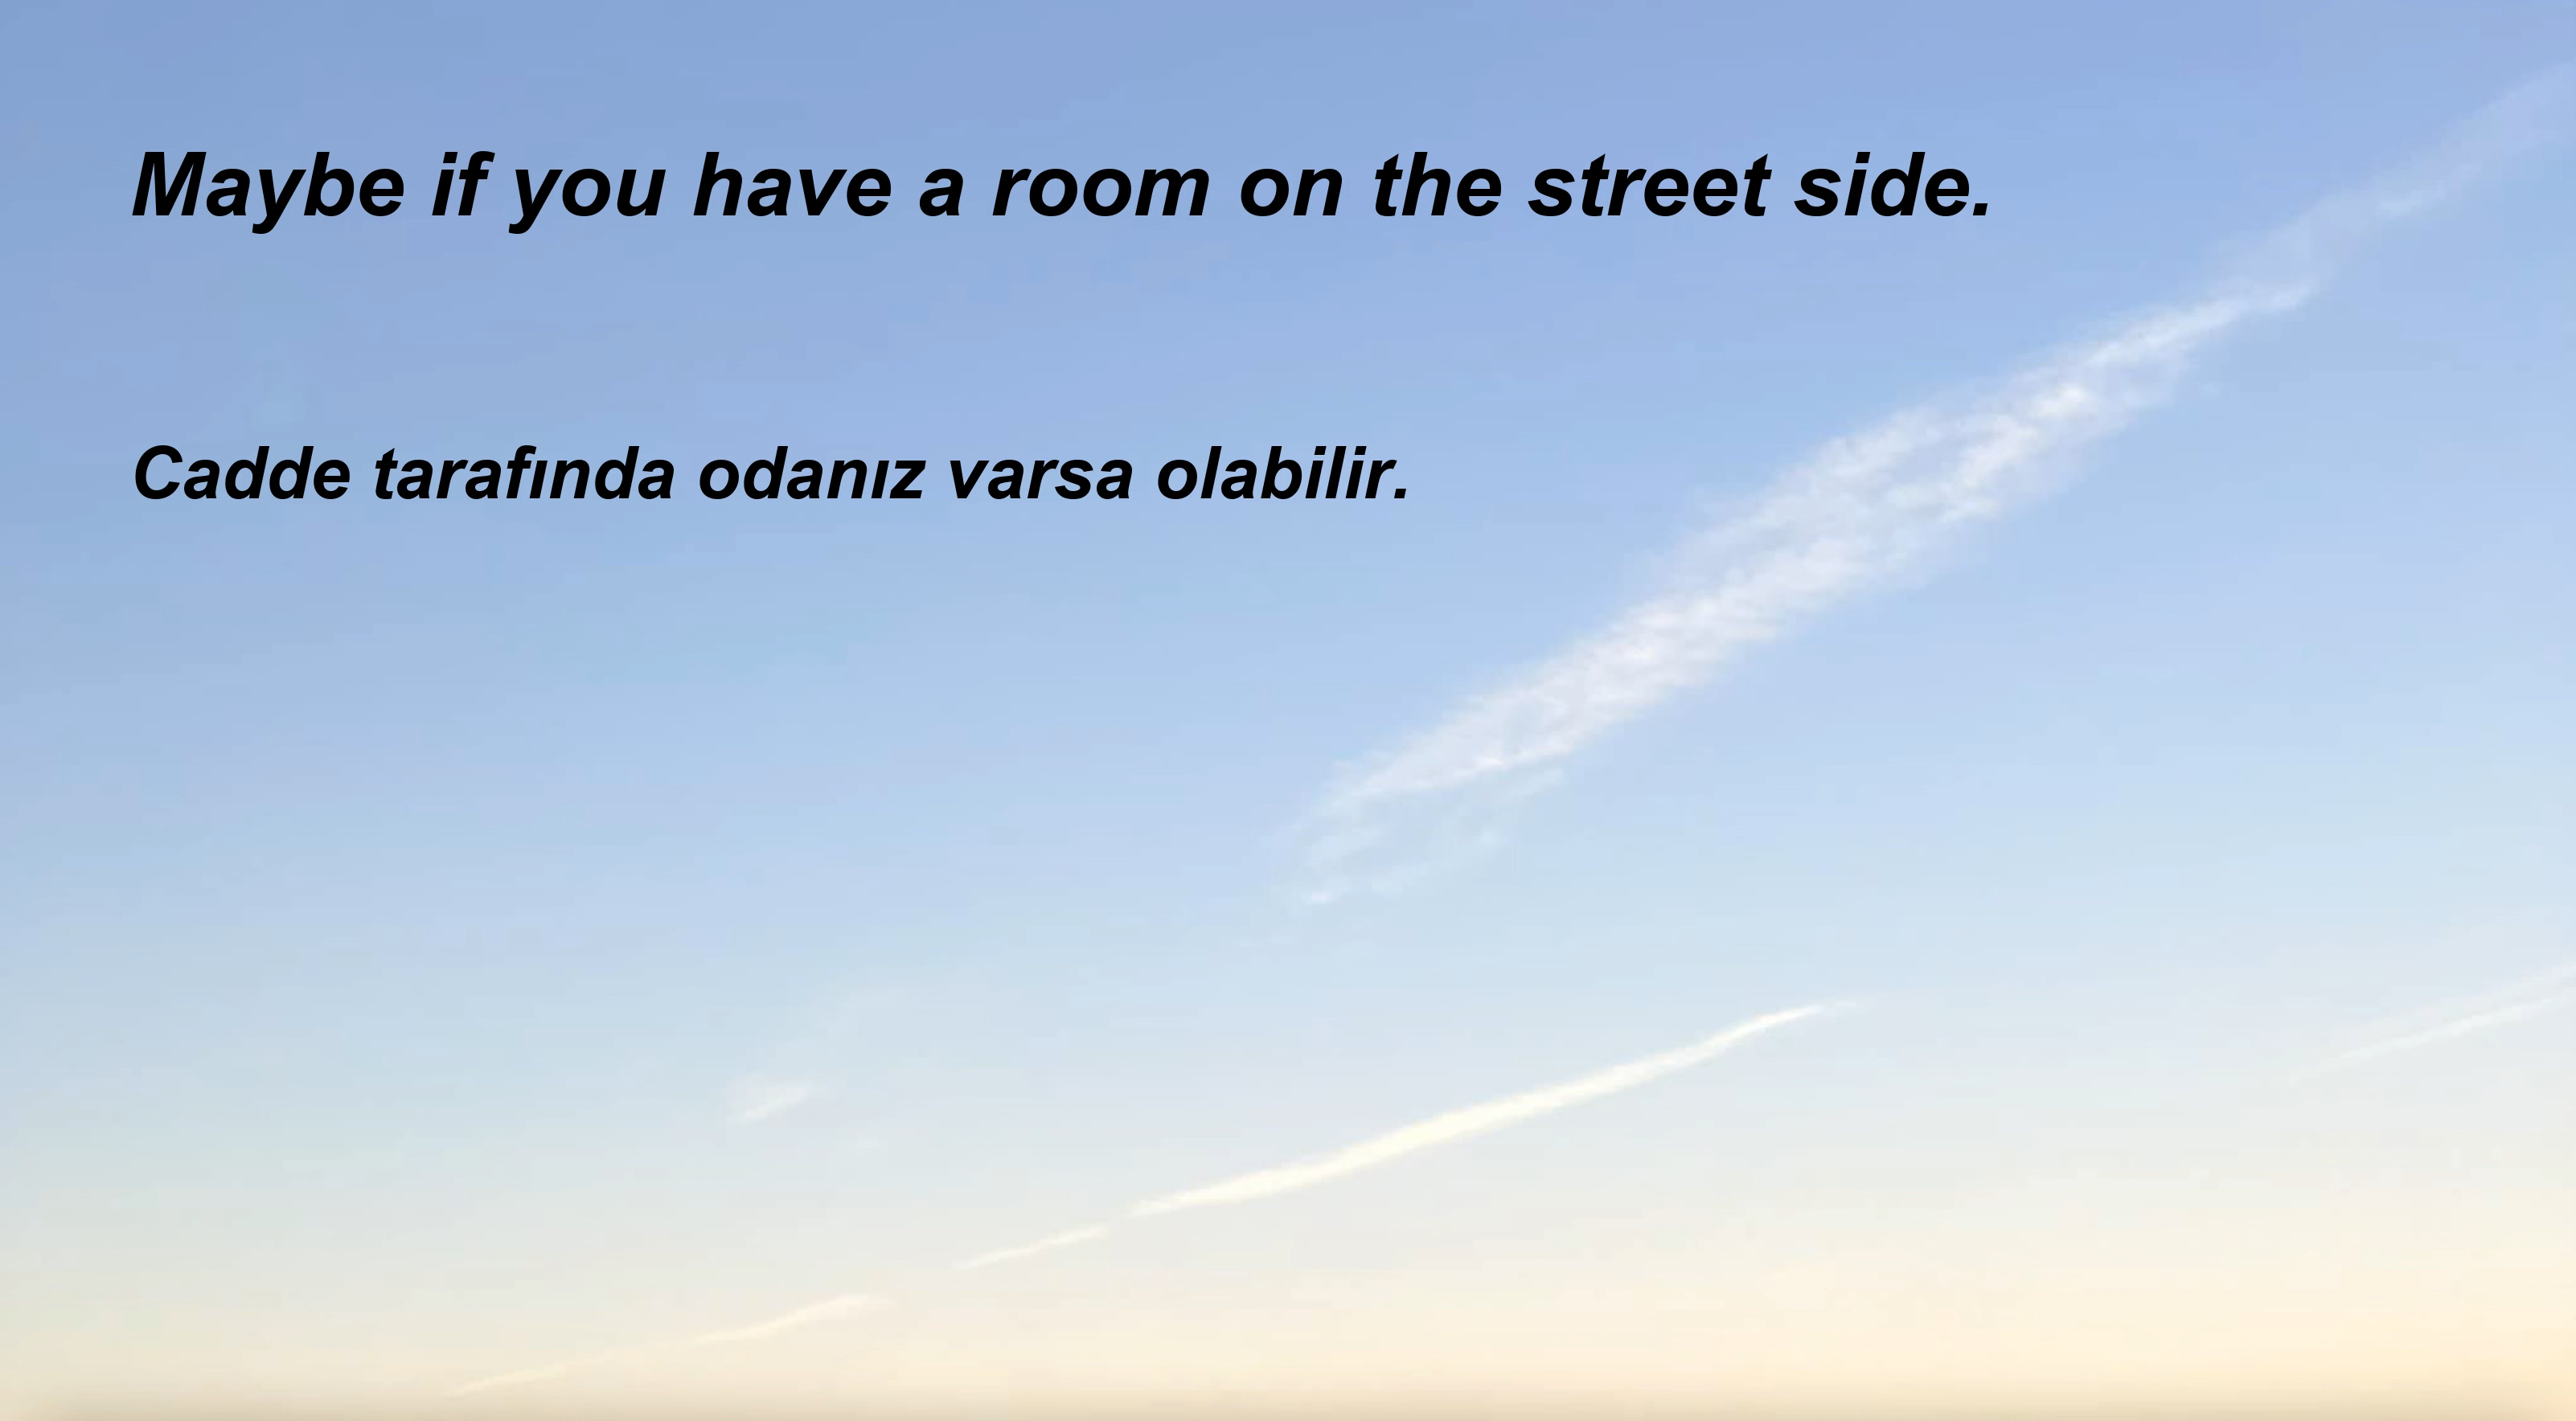 Maybe if you have a room on the street side.
Cadde tarafında odanız varsa olabilir.